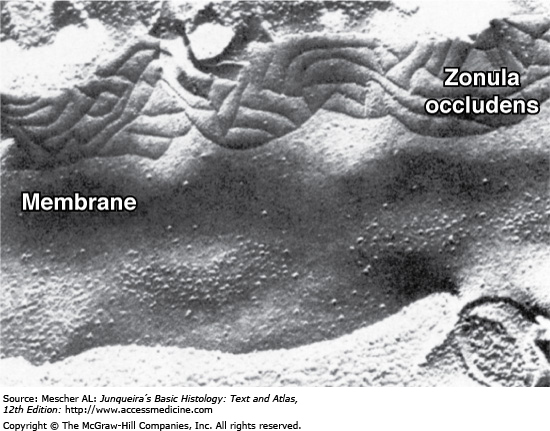 Zonula
occludens
Membrane
Source: Mescher AL: Junqueira´s Basic Histology: Text and Atlas,
12th Edition: http://www.accessmedicine.com
Copyright © The McGraw-Hill Companies, Inc. All rights reserved.